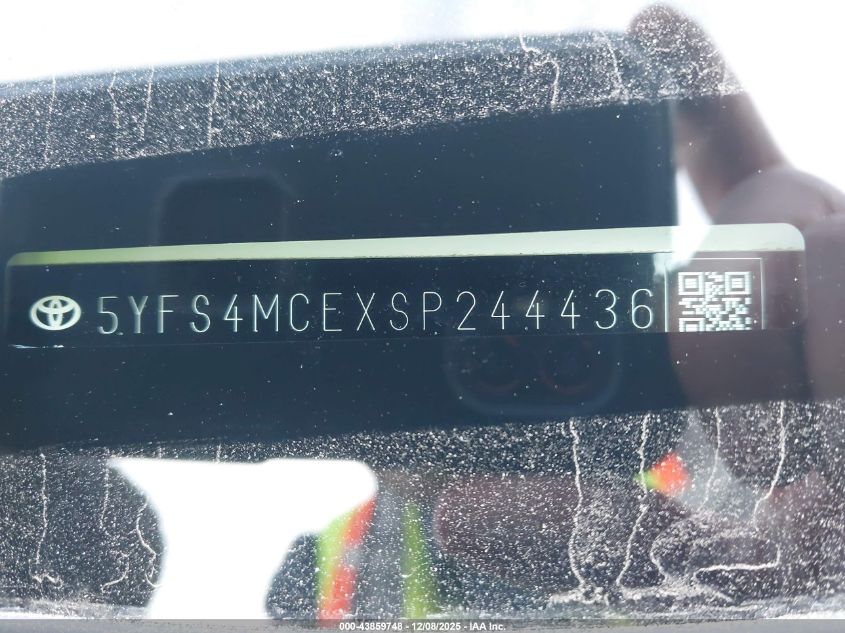 5YFS4MCEXSP244436
000-43859748 - 12/08/2025 - IAA Inc.